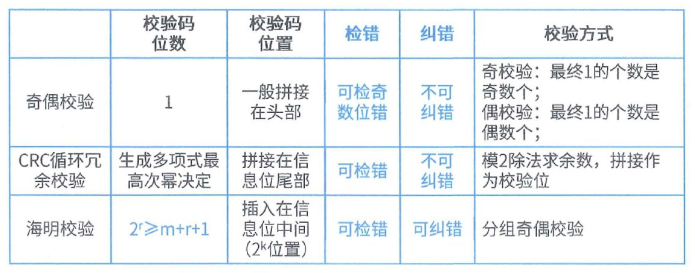 校验码
位数
校验码
位置
检错
纠错
校验方式
奇偶校验
1
一般拼接
在头部
可检奇
数位错
不可
纠错
奇校验：最终1的个数是
奇数个；
偶校验：最终1的个数是
偶数个；
CRC循环冗
余校验
生成多项式最
高次幂决定
拼接在信
息位尾部
可检错
不可
纠错
模2除法求余数，拼接作
为校验位
海明校验
2ʳ≥m+r+1
插入在信
息位中间
（2ᵏ位置）
可检错
可纠错
分组奇偶校验